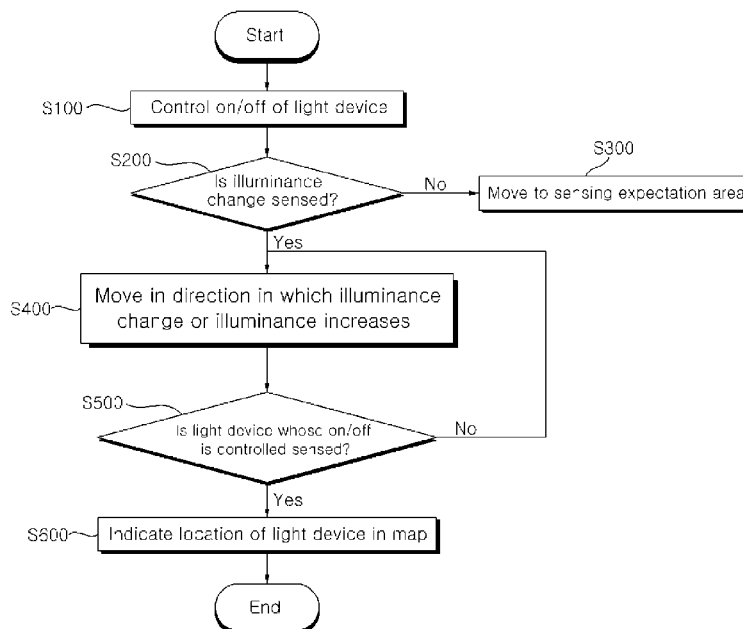 Start
S100
Control on/off of light device
S200
Is illuminance
change sensed?
No
S300
Move to sensing expectation area
Yes
S400
Move in direction in which illuminance
change or illuminance increases
S500
Is light device whose on/off
is controlled sensed?
No
Yes
S600
Indicate location of light device in map
End